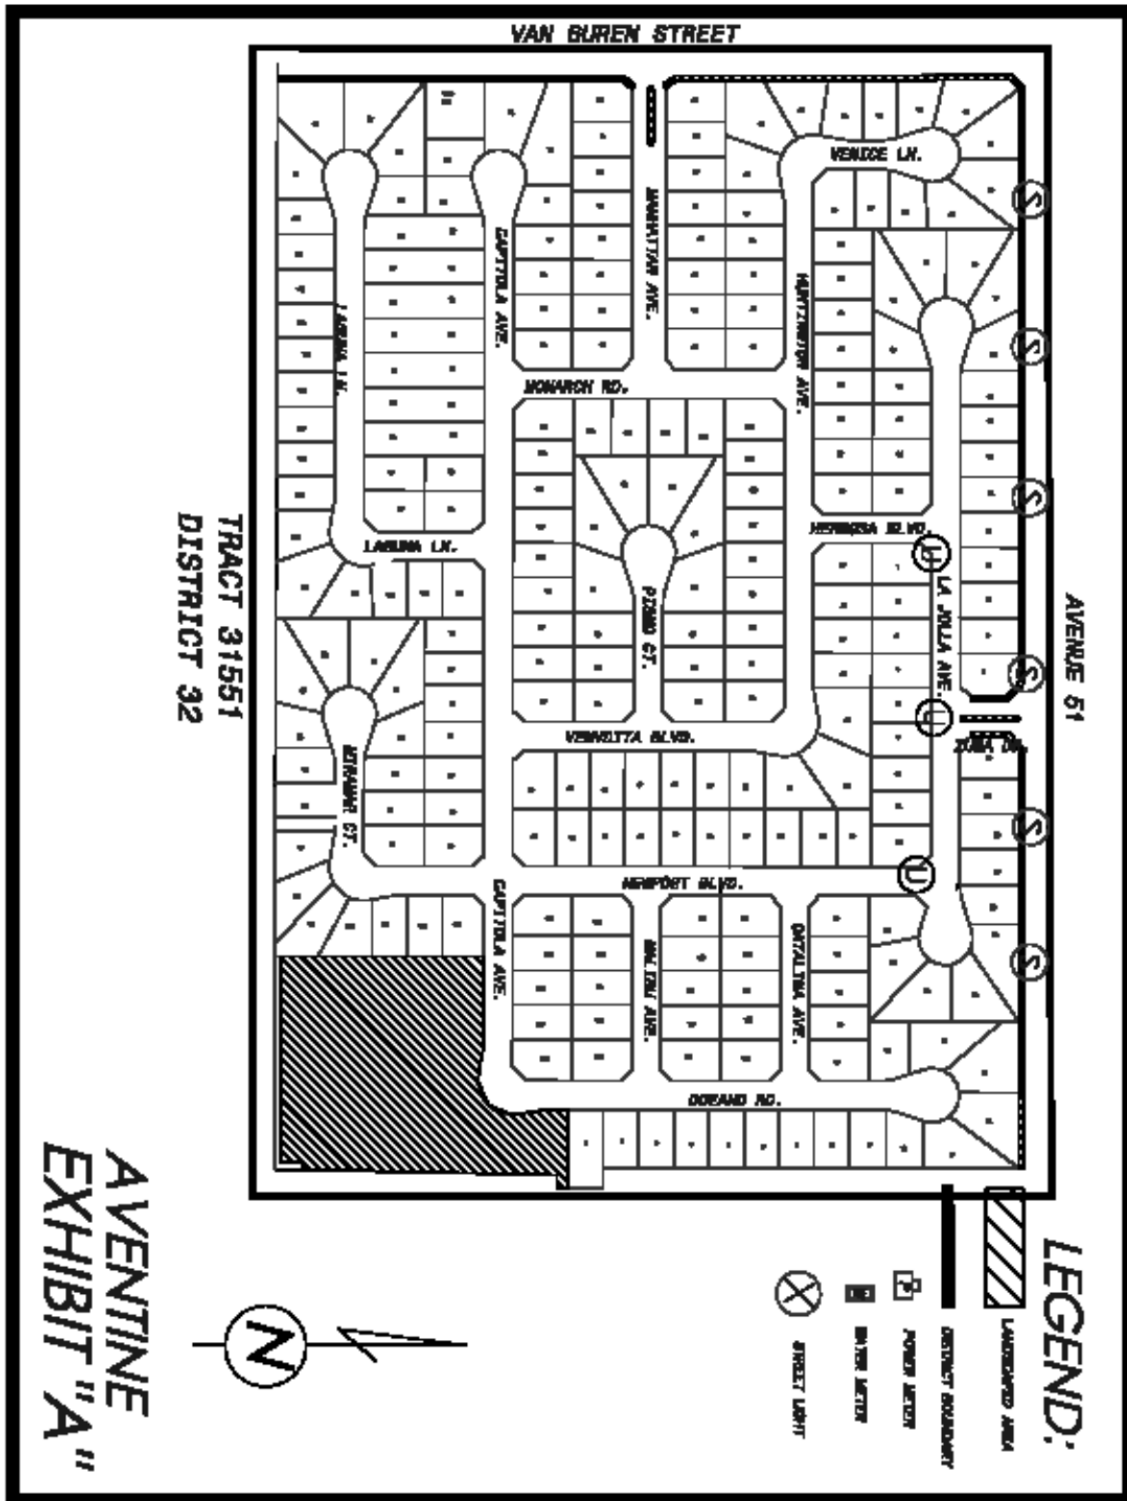 VAN BUREN STREET
VENICE LN.
MANHATTAN AVE.
CAPITOLA AVE.
HUNTINGTON AVE.
LAGUNA LN.
MONARCH RD.
HERMOSA BLVD.
LAGUNA LN.
LA JOLLA AVE.
PISMO CT.
AVENUE 51
TRACT 31551
DISTRICT 32
ZUMA DR.
MIRAMAR CT.
NEWPORT BLVD.
CAPITOLA AVE.
MALIBU AVE.
CATALINA AVE.
OCEANO RD.
S
S
S
S
S
S
U
U
U
LEGEND:
LANDSCAPED AREA
DISTRICT BOUNDARY
POWER METER
WATER METER
STREET LIGHT
N
AVENTINE
EXHIBIT "A"